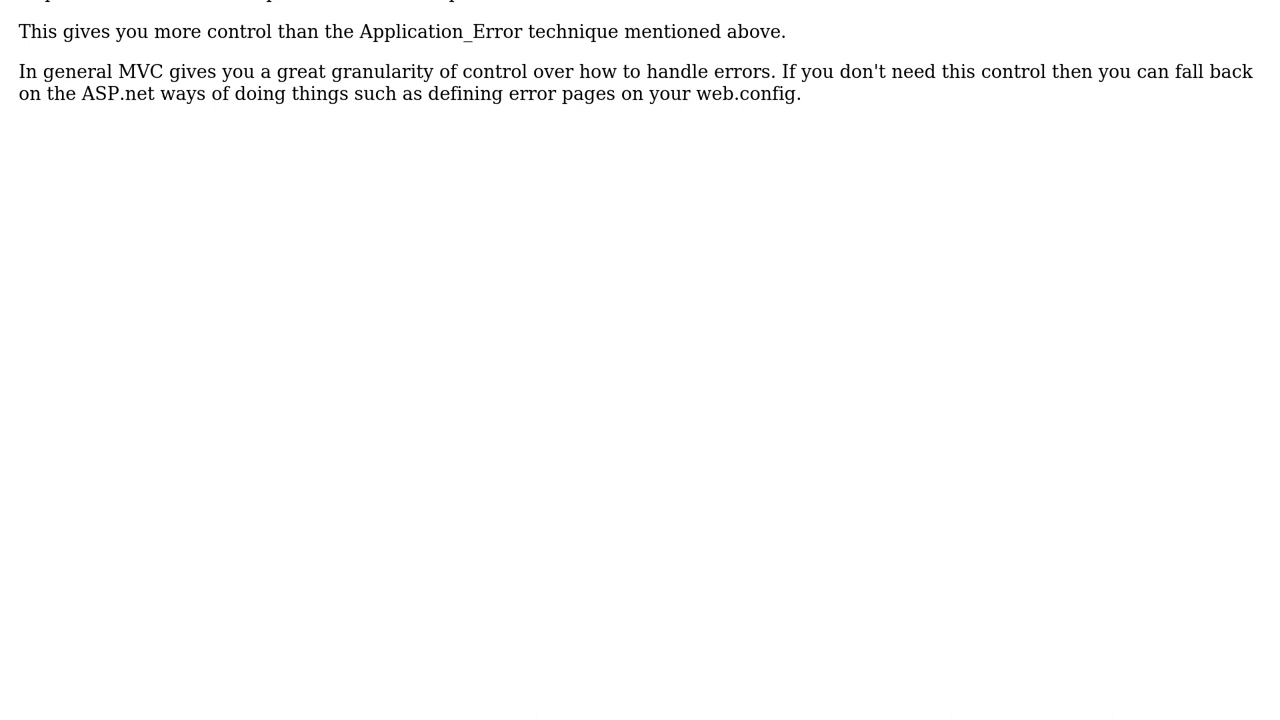 This gives you more control than the Application_Error technique mentioned above.
In general MVC gives you a great granularity of control over how to handle errors. If you don't need this control then you can fall back
on the ASP.net ways of doing things such as defining error pages on your web.config.